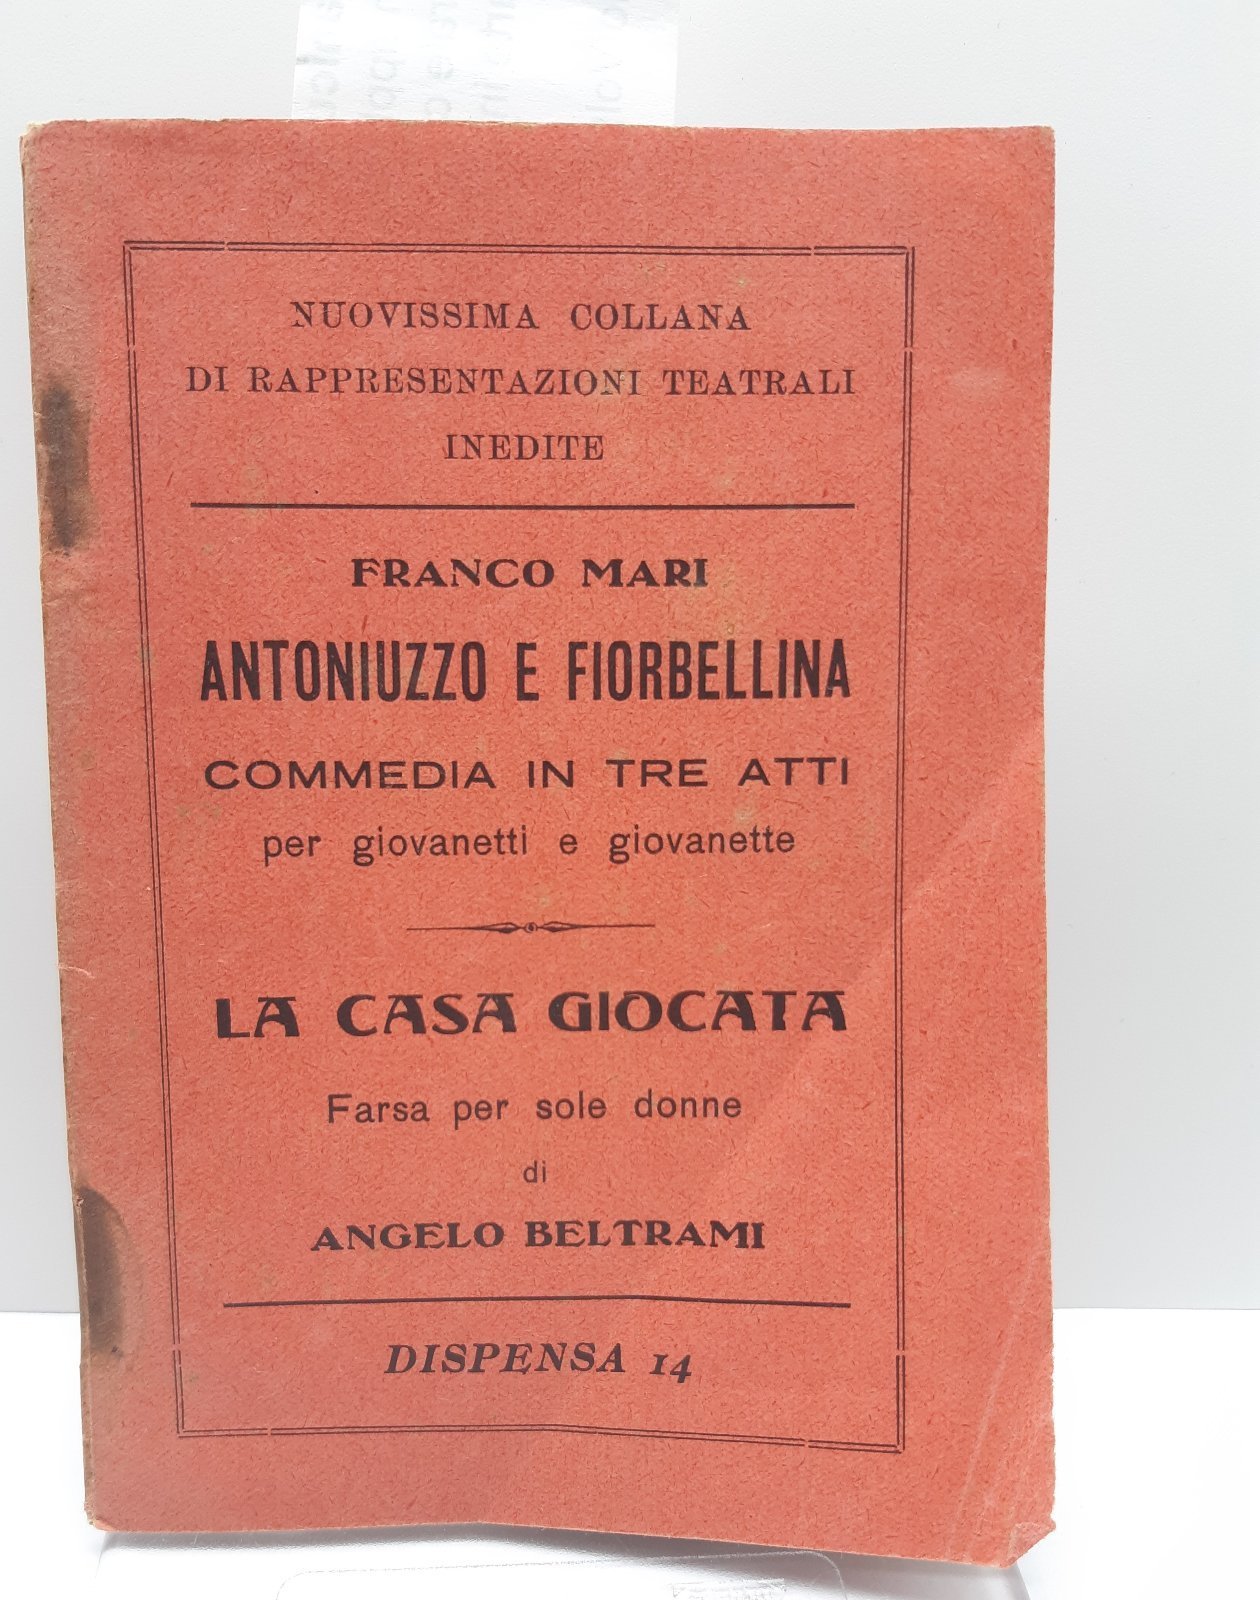 NUOVISSIMA COLLANA
DI RAPPRESENTAZIONI TEATRALI
INEDITE
FRANCO MARI
ANTONIUZZO E FIORBELLINA
COMMEDIA IN TRE ATTI
per giovanetti e giovanette
LA CASA GIOCATA
Farsa per sole donne
di
ANGELO BELTRAMI
DISPENSA 14